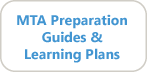 MTA Preparation
Guides &
Learning Plans